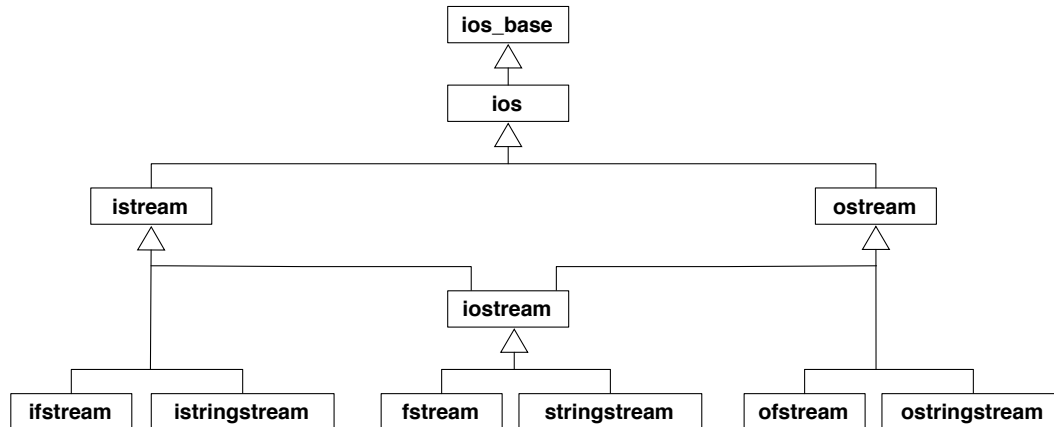 ios_base
ios
istream
ostream
iostream
ifstream
istringstream
fstream
stringstream
ofstream
ostringstream